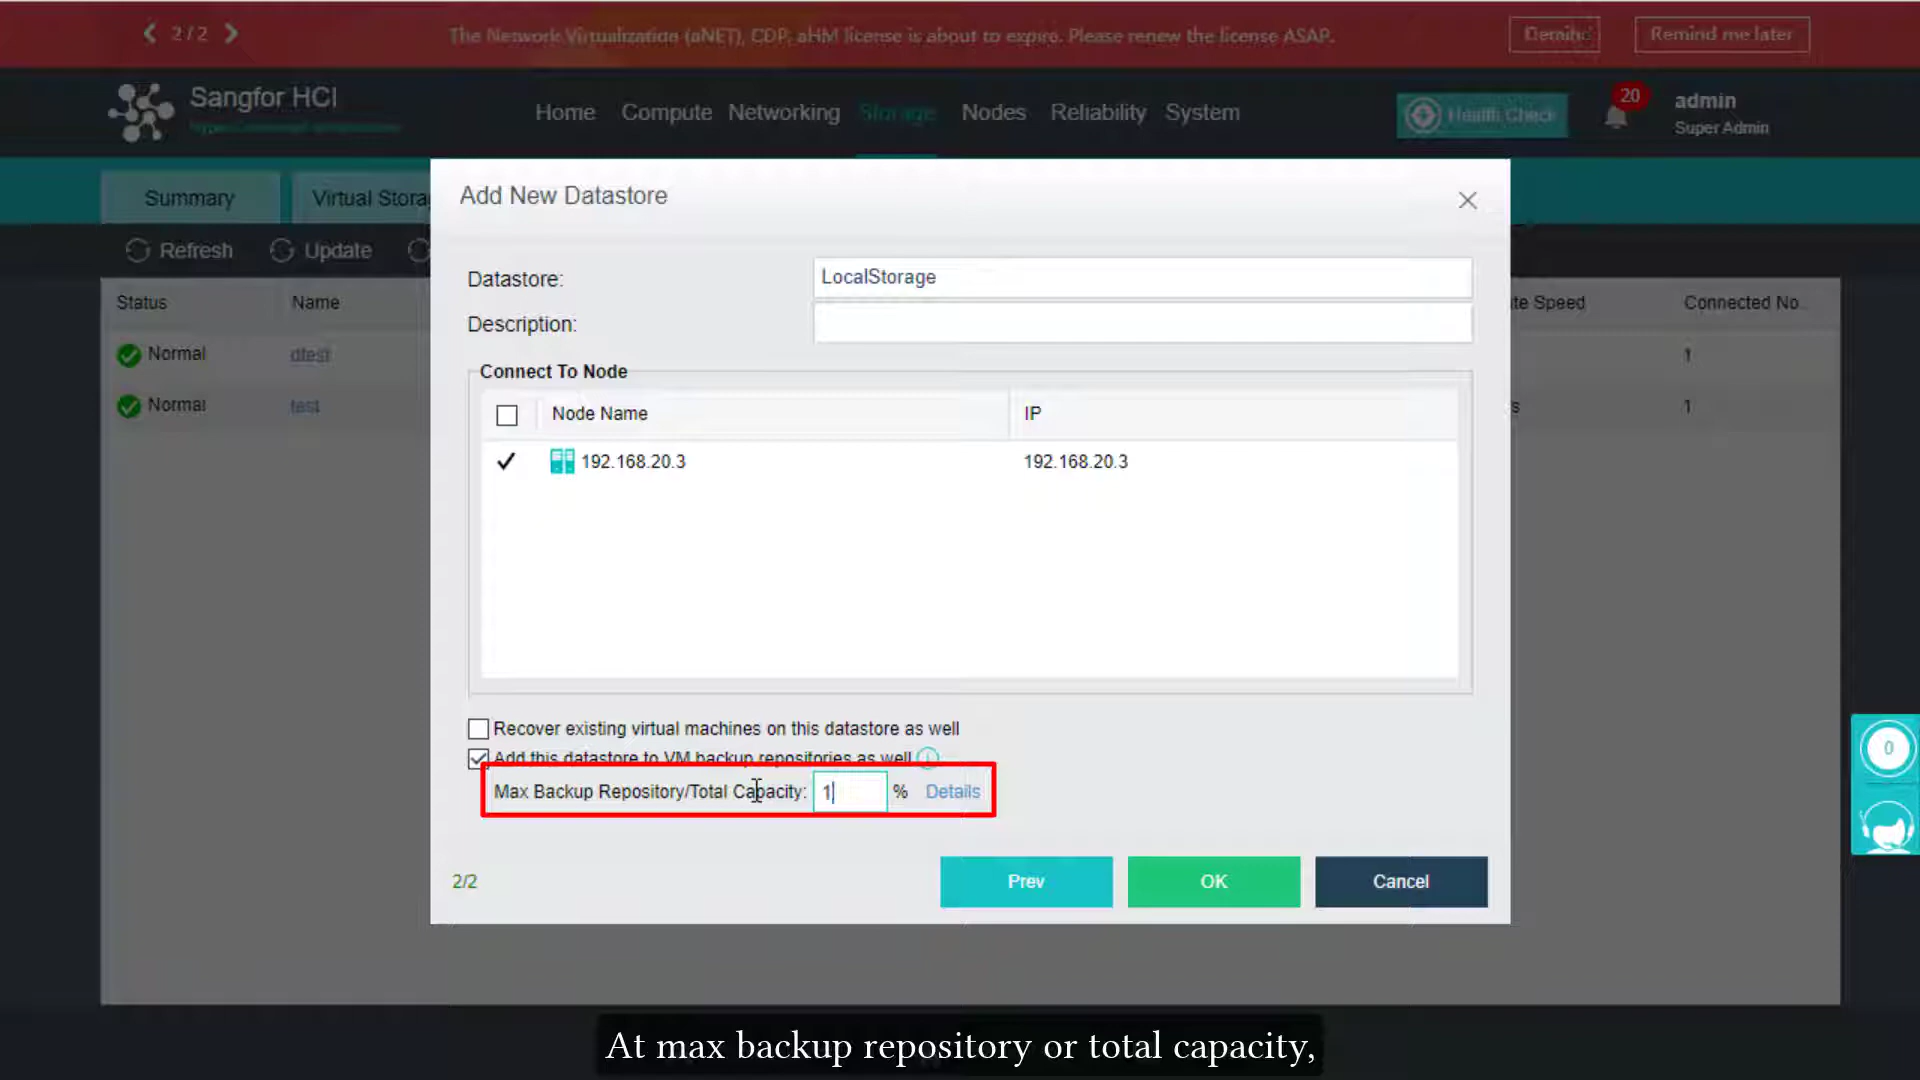 2 / 2
The Network Virtualization (aNET), CDP, aHM license is about to expire. Please renew the license ASAP.
Remind me later
Sangfor HCI
Home
Compute
Networking
Storage
Nodes
Reliability
System
Health Check
20
admin
Super Admin
Summary
Virtual Stora
Refresh
Update
Status
Name
te Speed
Connected No...
Normal
dtest
1
Normal
test
s
1
Add New Datastore
Datastore:
LocalStorage
Description:
Connect To Node
Node Name
IP
192.168.20.3
192.168.20.3
Recover existing virtual machines on this datastore as well
Add this datastore to VM backup repositories as well
Max Backup Repository/Total Capacity:
1
%
Details
2/2
Prev
OK
Cancel
0
At max backup repository or total capacity,